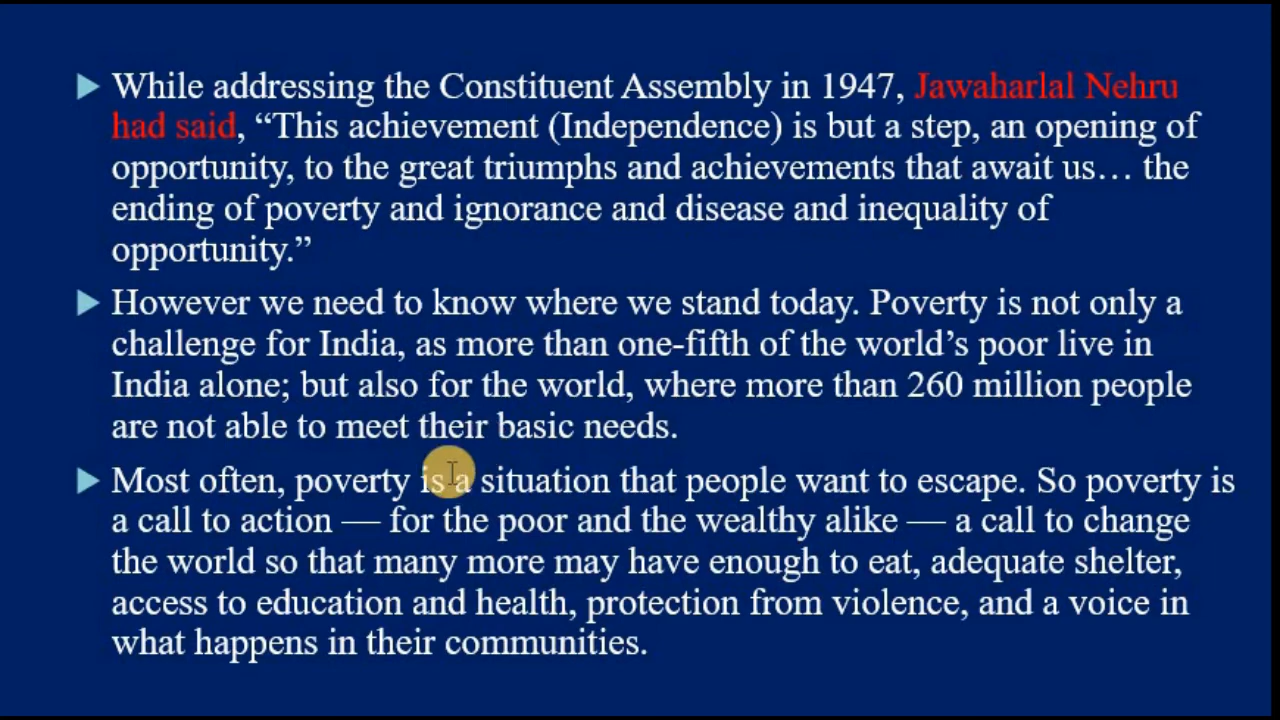 While addressing the Constituent Assembly in 1947, Jawaharlal Nehru
had said, “This achievement (Independence) is but a step, an opening of
opportunity, to the great triumphs and achievements that await us… the
ending of poverty and ignorance and disease and inequality of
opportunity.”
However we need to know where we stand today. Poverty is not only a
challenge for India, as more than one-fifth of the world’s poor live in
India alone; but also for the world, where more than 260 million people
are not able to meet their basic needs.
Most often, poverty is a situation that people want to escape. So poverty is
a call to action — for the poor and the wealthy alike — a call to change
the world so that many more may have enough to eat, adequate shelter,
access to education and health, protection from violence, and a voice in
what happens in their communities.